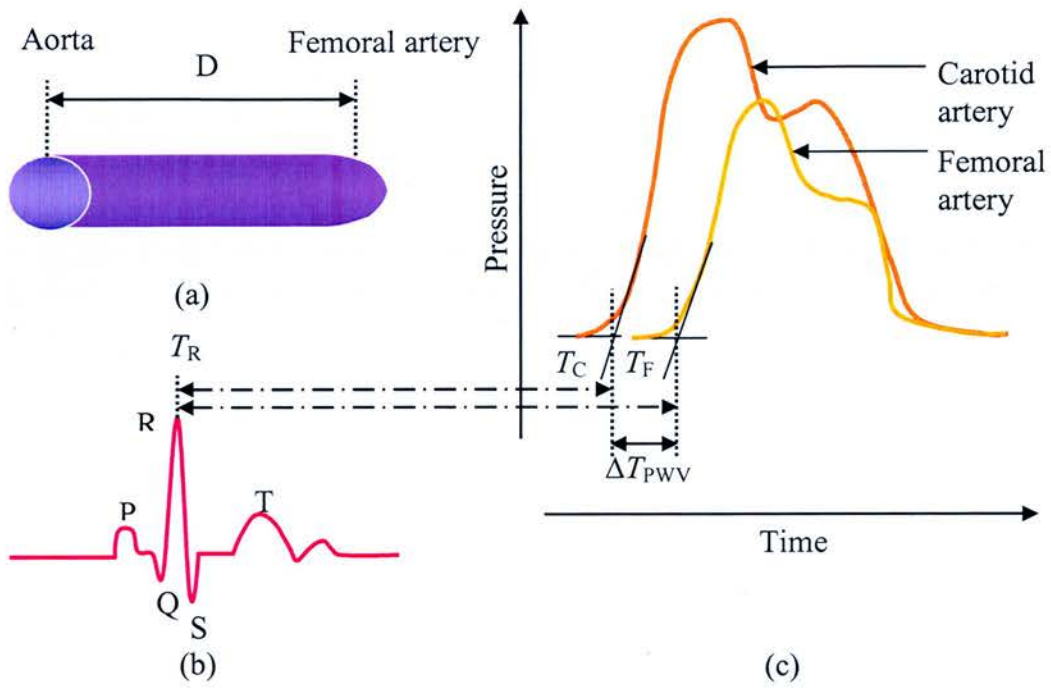 Aorta
Femoral artery
D
(a)
T_R
R
P
T
Q
S
(b)
Pressure
Carotid
artery
Femoral
artery
T_C
T_F
ΔT_PWV
Time
(c)